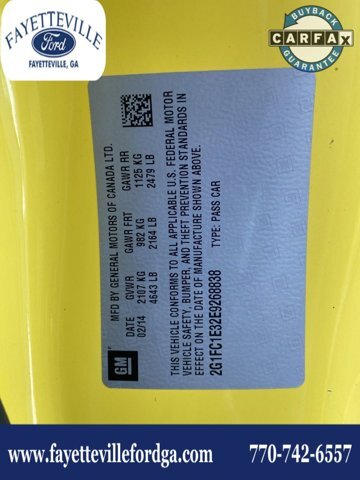 FAYETTEVILLE
Ford
FAYETTEVILLE, GA
BUYBACK
CARFAX
GUARANTEE
MFD BY GENERAL MOTORS OF CANADA LTD.
DATE GVWR GAWR FRT GAWR RR
02/14 2107 KG 982 KG 1125 KG
4643 LB 2164 LB 2479 LB
THIS VEHICLE CONFORMS TO ALL APPLICABLE U.S. FEDERAL MOTOR
VEHICLE SAFETY, BUMPER, AND THEFT PREVENTION STANDARDS IN
EFFECT ON THE DATE OF MANUFACTURE SHOWN ABOVE.
2G1FC1E32E9268838 TYPE: PASS CAR
GM
www.fayettevillefordga.com 770-742-6557